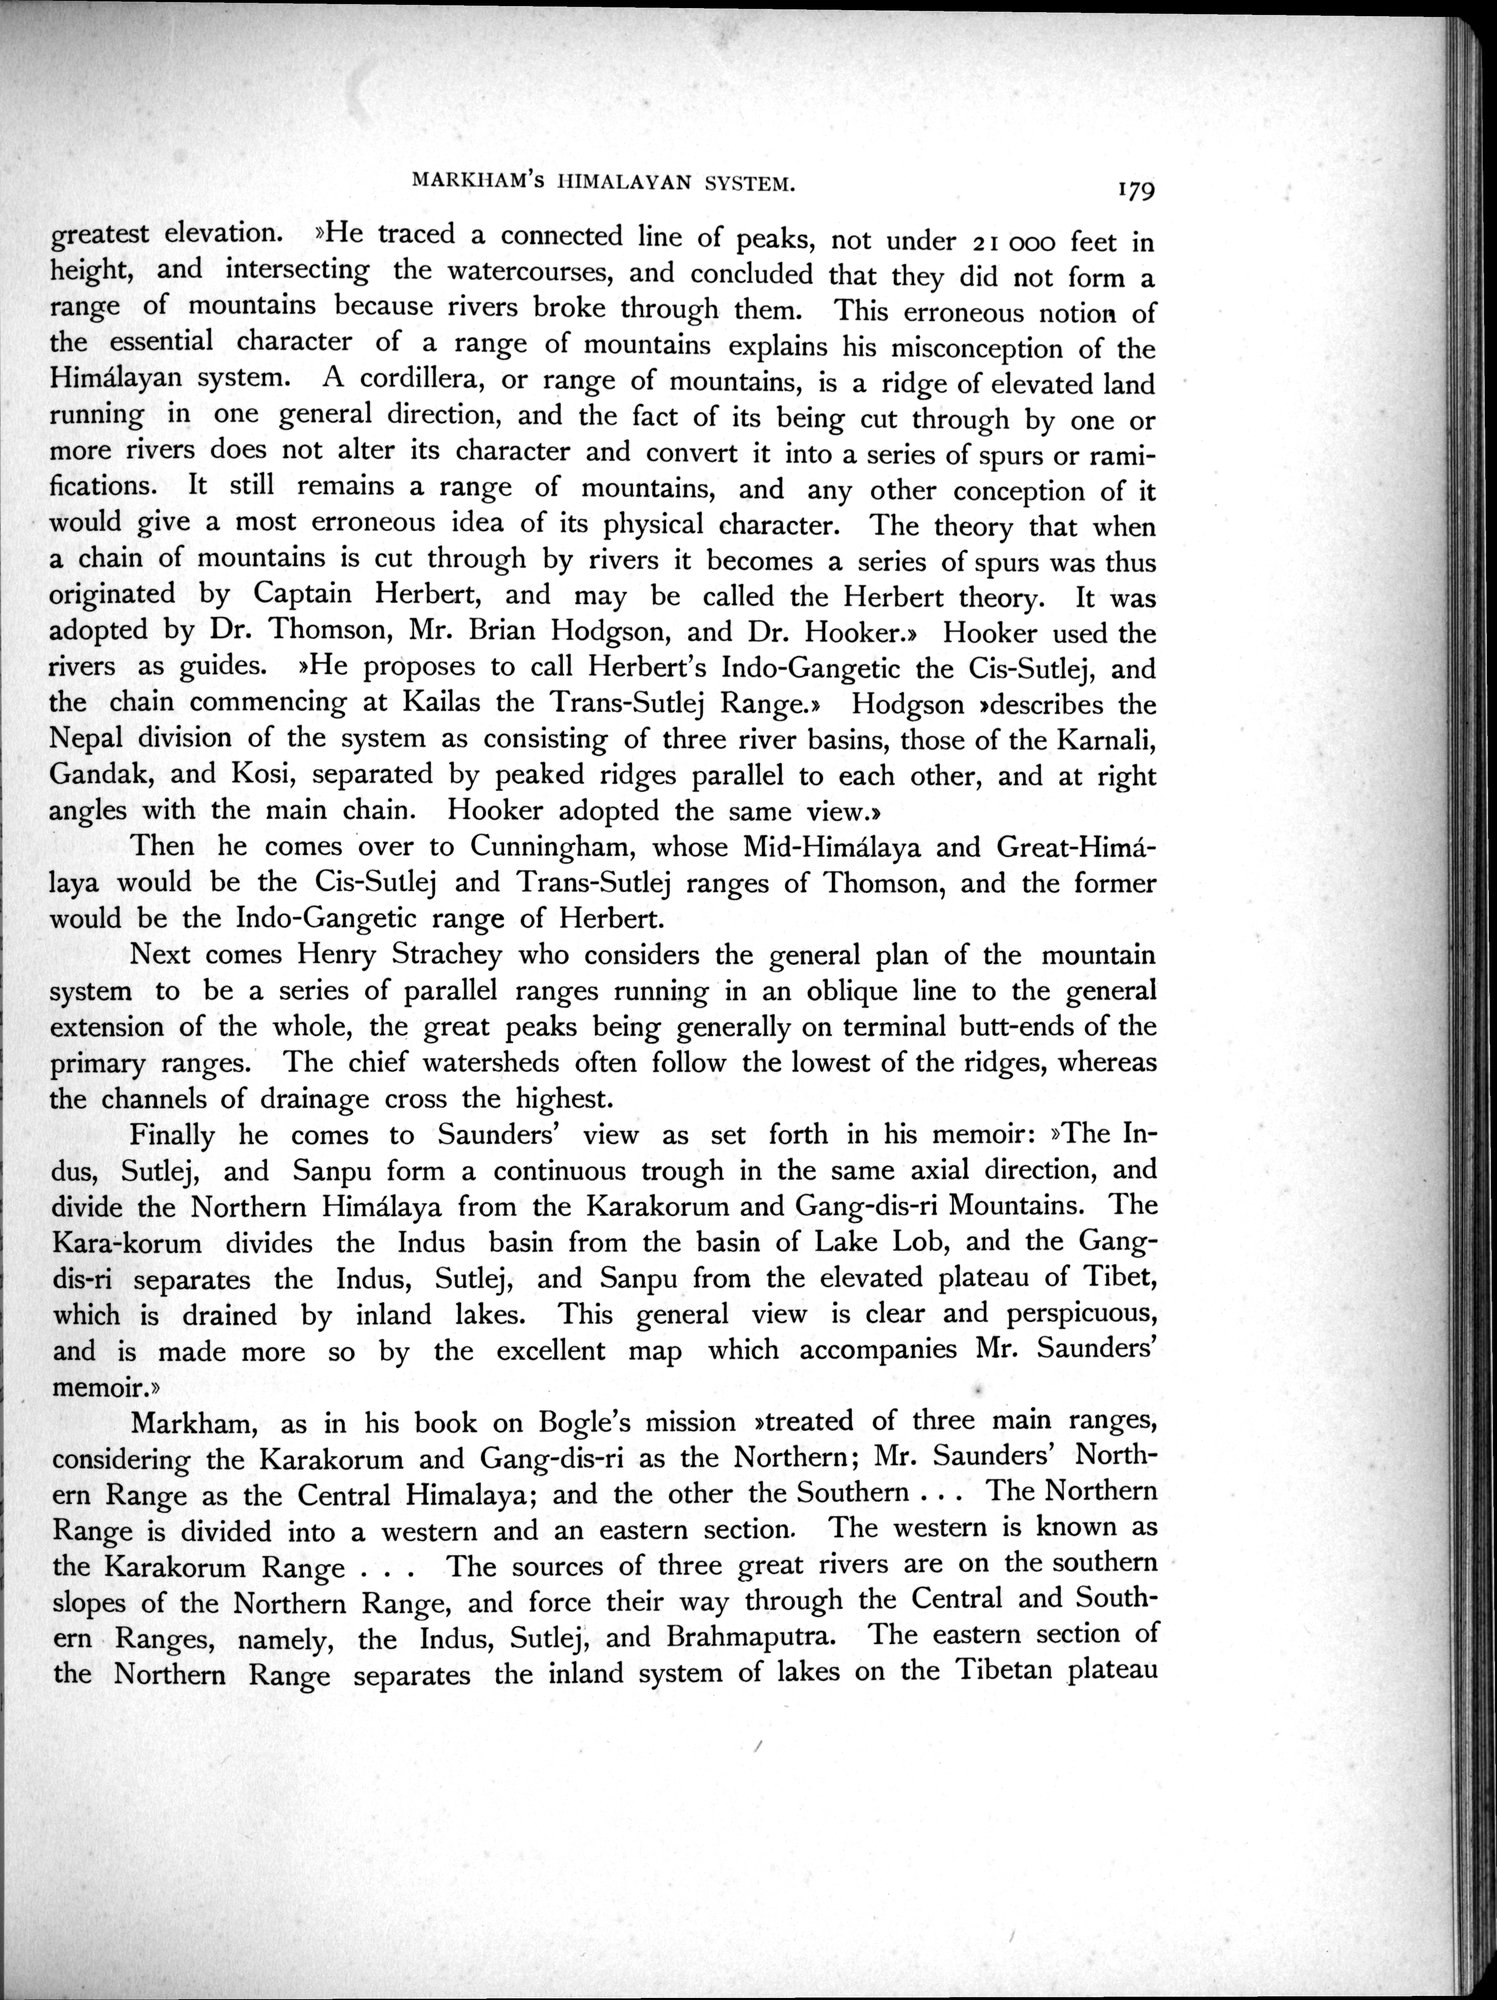 MARKHAM's HIMALAYAN SYSTEM.
179
greatest elevation. »He traced a connected line of peaks, not under 21 000 feet in
height, and intersecting the watercourses, and concluded that they did not form a
range of mountains because rivers broke through them. This erroneous notion of
the essential character of a range of mountains explains his misconception of the
Himálayan system. A cordillera, or range of mountains, is a ridge of elevated land
running in one general direction, and the fact of its being cut through by one or
more rivers does not alter its character and convert it into a series of spurs or rami-
fications. It still remains a range of mountains, and any other conception of it
would give a most erroneous idea of its physical character. The theory that when
a chain of mountains is cut through by rivers it becomes a series of spurs was thus
originated by Captain Herbert, and may be called the Herbert theory. It was
adopted by Dr. Thomson, Mr. Brian Hodgson, and Dr. Hooker.» Hooker used the
rivers as guides. »He proposes to call Herbert's Indo-Gangetic the Cis-Sutlej, and
the chain commencing at Kailas the Trans-Sutlej Range.» Hodgson »describes the
Nepal division of the system as consisting of three river basins, those of the Karnali,
Gandak, and Kosi, separated by peaked ridges parallel to each other, and at right
angles with the main chain. Hooker adopted the same view.»
Then he comes over to Cunningham, whose Mid-Himálaya and Great-Himá-
laya would be the Cis-Sutlej and Trans-Sutlej ranges of Thomson, and the former
would be the Indo-Gangetic range of Herbert.
Next comes Henry Strachey who considers the general plan of the mountain
system to be a series of parallel ranges running in an oblique line to the general
extension of the whole, the great peaks being generally on terminal butt-ends of the
primary ranges. The chief watersheds often follow the lowest of the ridges, whereas
the channels of drainage cross the highest.
Finally he comes to Saunders' view as set forth in his memoir: »The In-
dus, Sutlej, and Sanpu form a continuous trough in the same axial direction, and
divide the Northern Himálaya from the Karakorum and Gang-dis-ri Mountains. The
Kara-korum divides the Indus basin from the basin of Lake Lob, and the Gang-
dis-ri separates the Indus, Sutlej, and Sanpu from the elevated plateau of Tibet,
which is drained by inland lakes. This general view is clear and perspicuous,
and is made more so by the excellent map which accompanies Mr. Saunders'
memoir.»
Markham, as in his book on Bogle's mission »treated of three main ranges,
considering the Karakorum and Gang-dis-ri as the Northern; Mr. Saunders' North-
ern Range as the Central Himalaya; and the other the Southern . . . The Northern
Range is divided into a western and an eastern section. The western is known as
the Karakorum Range . . . The sources of three great rivers are on the southern
slopes of the Northern Range, and force their way through the Central and South-
ern Ranges, namely, the Indus, Sutlej, and Brahmaputra. The eastern section of
the Northern Range separates the inland system of lakes on the Tibetan plateau